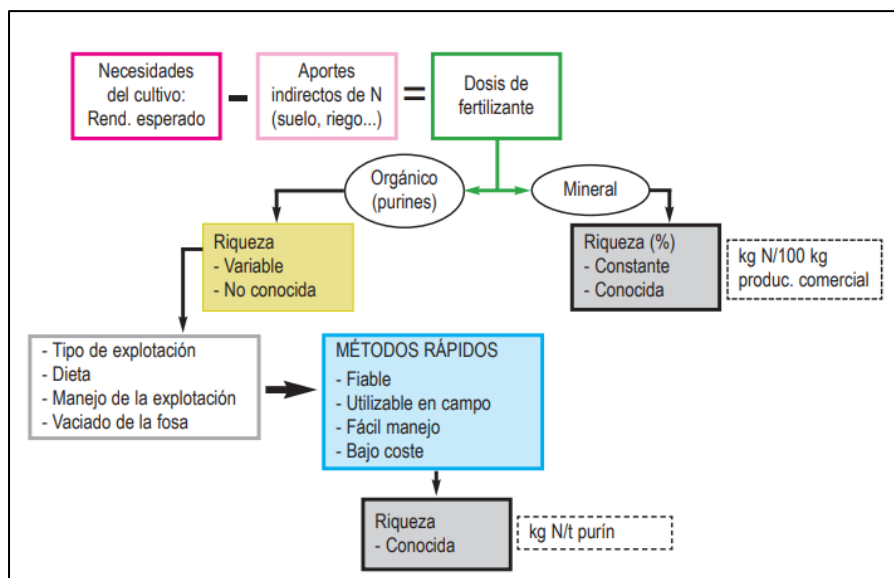 Necesidades
del cultivo:
Rend. esperado
-
Aportes
indirectos de N
(suelo, riego...)
=
Dosis de
fertilizante
Orgánico
(purines)
Mineral
Riqueza
- Variable
- No conocida
Riqueza (%)
- Constante
- Conocida
kg N/100 kg
produc. comercial
- Tipo de explotación
- Dieta
- Manejo de la explotación
- Vaciado de la fosa
MÉTODOS RÁPIDOS
- Fiable
- Utilizable en campo
- Fácil manejo
- Bajo coste
Riqueza
- Conocida
kg N/t purín